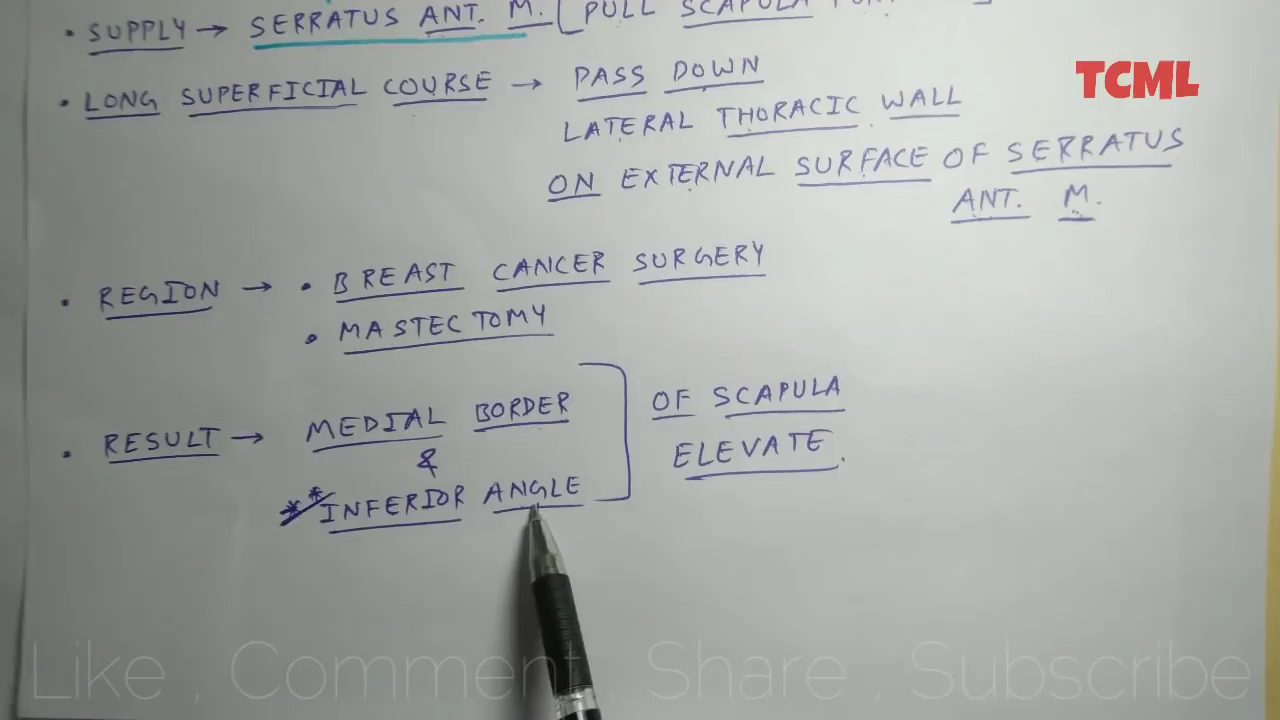 • SUPPLY → SERRATUS ANT. M. [ PULL SCAPULA
• LONG SUPERFICIAL COURSE → PASS DOWN
LATERAL THORACIC WALL
ON EXTERNAL SURFACE OF SERRATUS
ANT. M.
TCML
• REGION → • BREAST CANCER SURGERY
• MASTECTOMY
• RESULT → MEDIAL BORDER
&
** INFERIOR ANGLE
OF SCAPULA
ELEVATE.
Like , Comment , Share , Subscribe